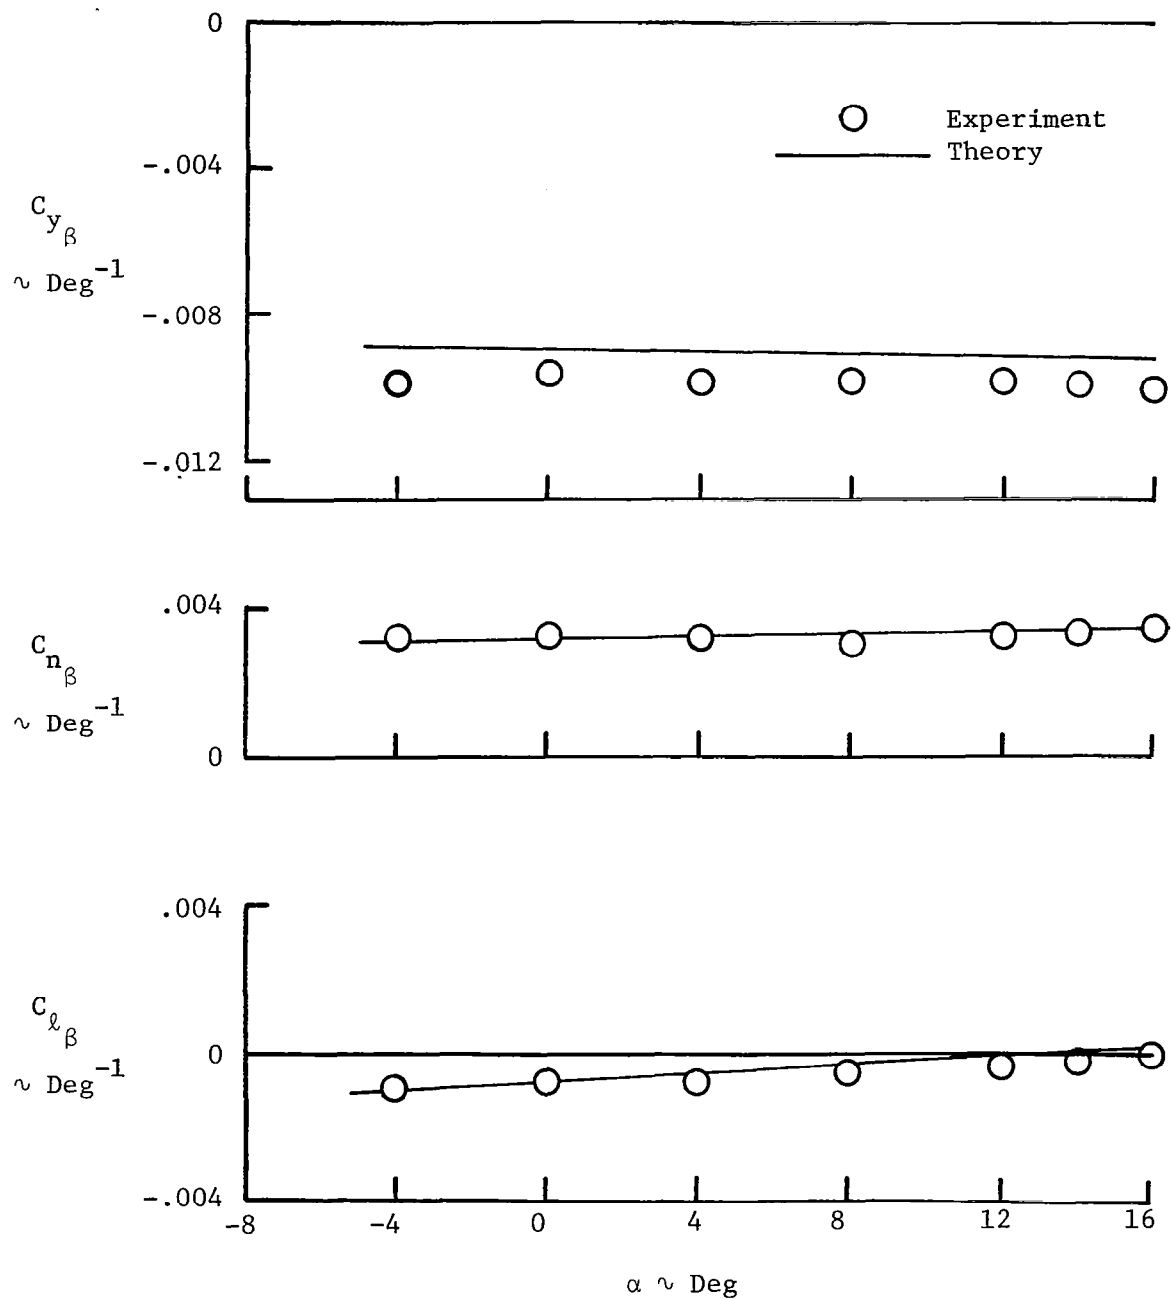 0
Experiment
Theory
-.004
C_{y_β}
~ Deg^{-1}
-.008
-.012
.004
C_{n_β}
~ Deg^{-1}
0
.004
C_{ℓ_β}
~ Deg^{-1}
0
-.004
-8 -4 0 4 8 12 16
α ~ Deg